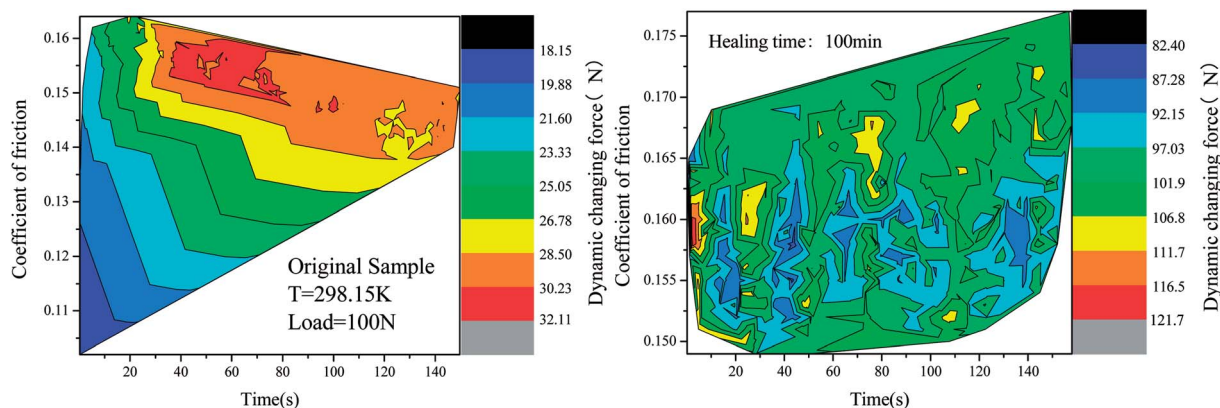 Coefficient of friction
0.16
0.15
0.14
0.13
0.12
0.11
Original Sample
T=298.15K
Load=100N
0 20 40 60 80 100 120 140
Time(s)
18.15
19.88
21.60
23.33
25.05
26.78
28.50
30.23
32.11
Dynamic changing force( N)
Coefficient of friction
0.175
0.170
0.165
0.160
0.155
0.150
Healing time: 100min
20 40 60 80 100 120 140
Time(s)
82.40
87.28
92.15
97.03
101.9
106.8
111.7
116.5
121.7
Dynamic changing force( N)